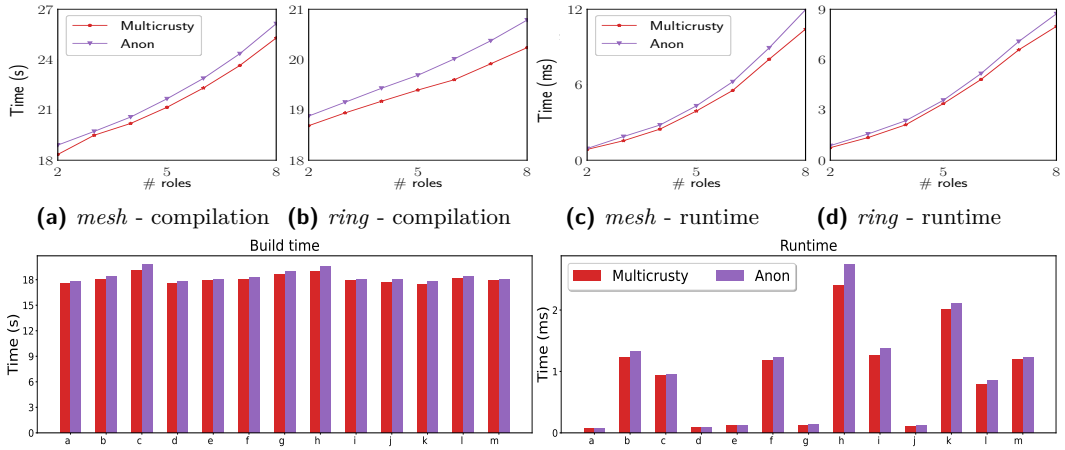 27
24
21
18
Time (s)
Multicrusty
Anon
2
5
8
# roles
21
20
19
18
2
5
8
# roles
12
6
0
Time (ms)
Multicrusty
Anon
2
5
8
# roles
9
6
3
0
2
5
8
# roles
(a) mesh - compilation
(b) ring - compilation
(c) mesh - runtime
(d) ring - runtime
Build time
18
15
12
9
6
3
0
Time (s)
a b c d e f g h i j k l m
Runtime
Multicrusty
Anon
2
1
0
Time (ms)
a b c d e f g h i j k l m